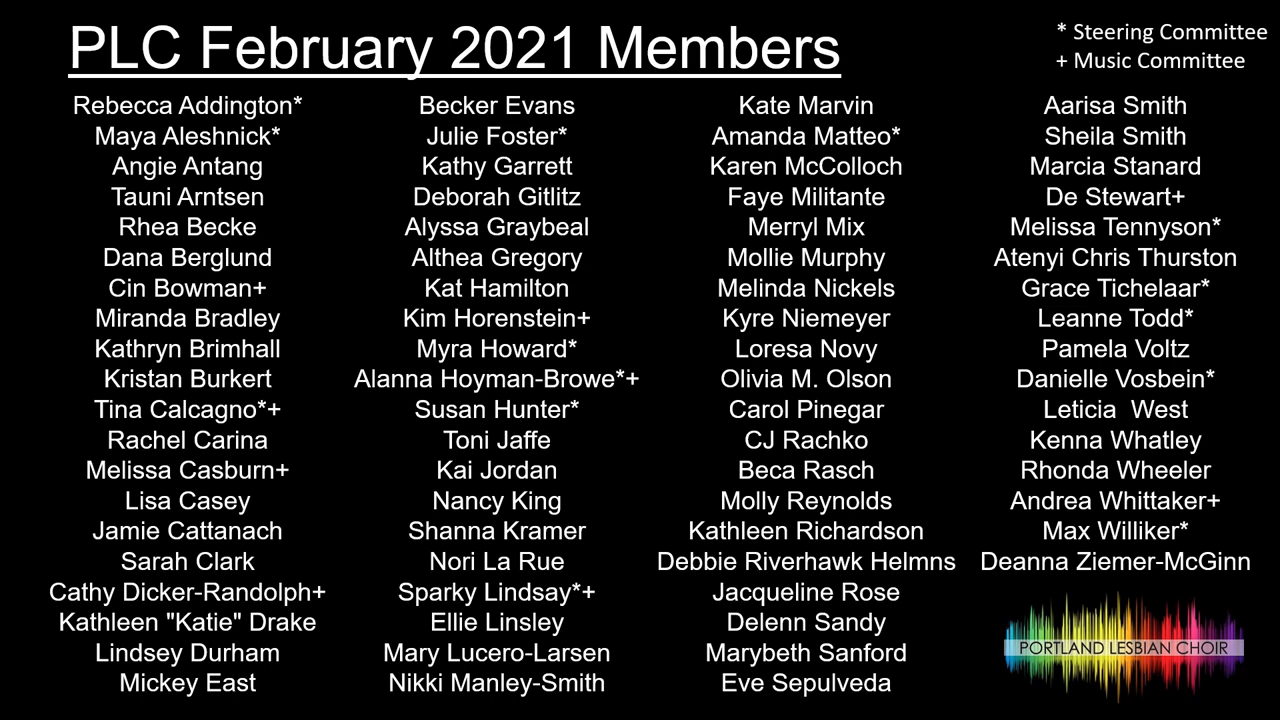 PLC February 2021 Members
* Steering Committee
+ Music Committee
Rebecca Addington*
Maya Aleshnick*
Angie Antang
Tauni Arntsen
Rhea Becke
Dana Berglund
Cin Bowman+
Miranda Bradley
Kathryn Brimhall
Kristan Burkert
Tina Calcagno*+
Rachel Carina
Melissa Casburn+
Lisa Casey
Jamie Cattanach
Sarah Clark
Cathy Dicker-Randolph+
Kathleen "Katie" Drake
Lindsey Durham
Mickey East
Becker Evans
Julie Foster*
Kathy Garrett
Deborah Gitlitz
Alyssa Graybeal
Althea Gregory
Kat Hamilton
Kim Horenstein+
Myra Howard*
Alanna Hoyman-Browe*+
Susan Hunter*
Toni Jaffe
Kai Jordan
Nancy King
Shanna Kramer
Nori La Rue
Sparky Lindsay*+
Ellie Linsley
Mary Lucero-Larsen
Nikki Manley-Smith
Kate Marvin
Amanda Matteo*
Karen McColloch
Faye Militante
Merryl Mix
Mollie Murphy
Melinda Nickels
Kyre Niemeyer
Loresa Novy
Olivia M. Olson
Carol Pinegar
CJ Rachko
Beca Rasch
Molly Reynolds
Kathleen Richardson
Debbie Riverhawk Helmns
Jacqueline Rose
Delenn Sandy
Marybeth Sanford
Eve Sepulveda
Aarisa Smith
Sheila Smith
Marcia Stanard
De Stewart+
Melissa Tennyson*
Atenyi Chris Thurston
Grace Tichelaar*
Leanne Todd*
Pamela Voltz
Danielle Vosbein*
Leticia  West
Kenna Whatley
Rhonda Wheeler
Andrea Whittaker+
Max Williker*
Deanna Ziemer-McGinn
PORTLAND LESBIAN CHOIR